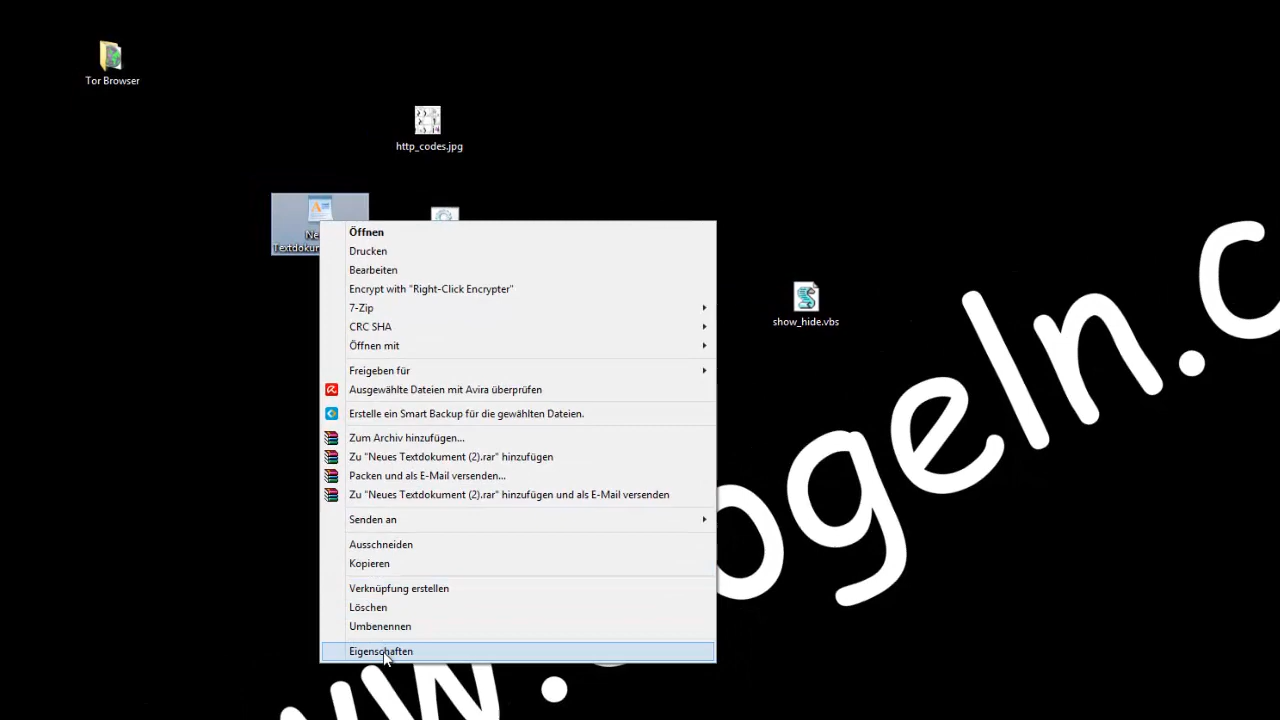 Tor Browser
http_codes.jpg
show_hide.vbs
Öffnen
Drucken
Bearbeiten
Encrypt with "Right-Click Encrypter"
7-Zip
CRC SHA
Öffnen mit
Freigeben für
Ausgewählte Dateien mit Avira überprüfen
Erstelle ein Smart Backup für die gewählten Dateien.
Zum Archiv hinzufügen...
Zu "Neues Textdokument (2).rar" hinzufügen
Packen und als E-Mail versenden...
Zu "Neues Textdokument (2).rar" hinzufügen und als E-Mail versenden
Senden an
Ausschneiden
Kopieren
Verknüpfung erstellen
Löschen
Umbenennen
Eigenschaften
ogeln.c